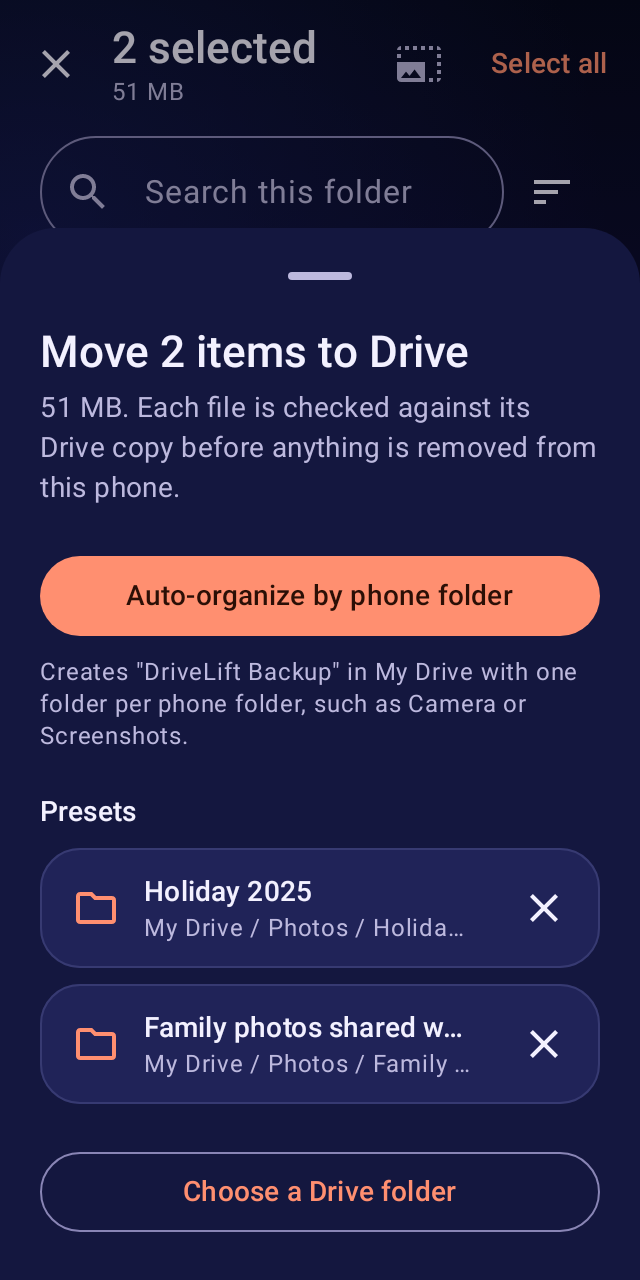 2 selected
51 MB
Select all
Search this folder
Move 2 items to Drive
51 MB. Each file is checked against its
Drive copy before anything is removed from
this phone.
Auto-organize by phone folder
Creates "DriveLift Backup" in My Drive with one
folder per phone folder, such as Camera or
Screenshots.
Presets
Holiday 2025
My Drive / Photos / Holida…
Family photos shared w…
My Drive / Photos / Family …
Choose a Drive folder